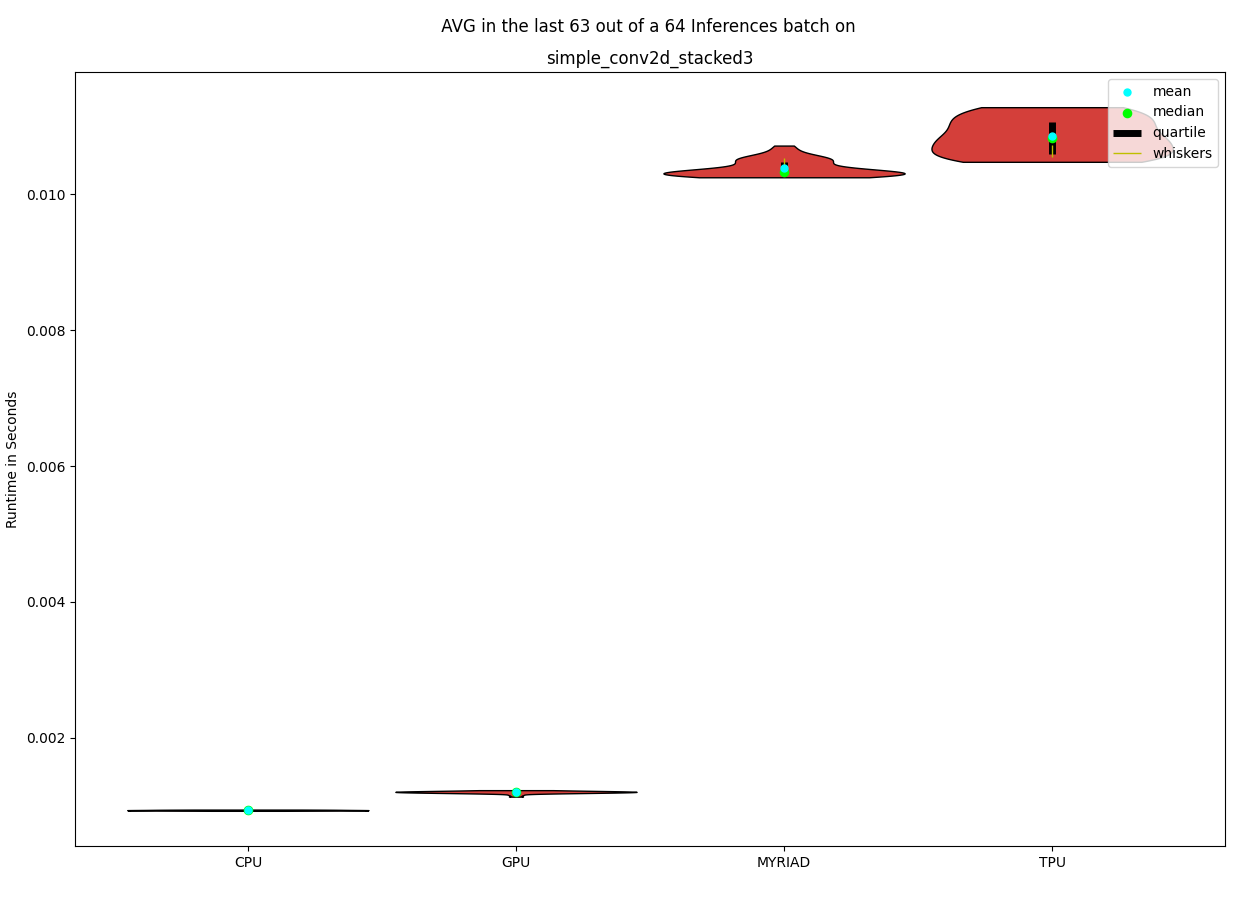 AVG in the last 63 out of a 64 Inferences batch on
simple_conv2d_stacked3
mean
median
quartile
whiskers
0.010
0.008
0.006
0.004
0.002
Runtime in Seconds
CPU
GPU
MYRIAD
TPU